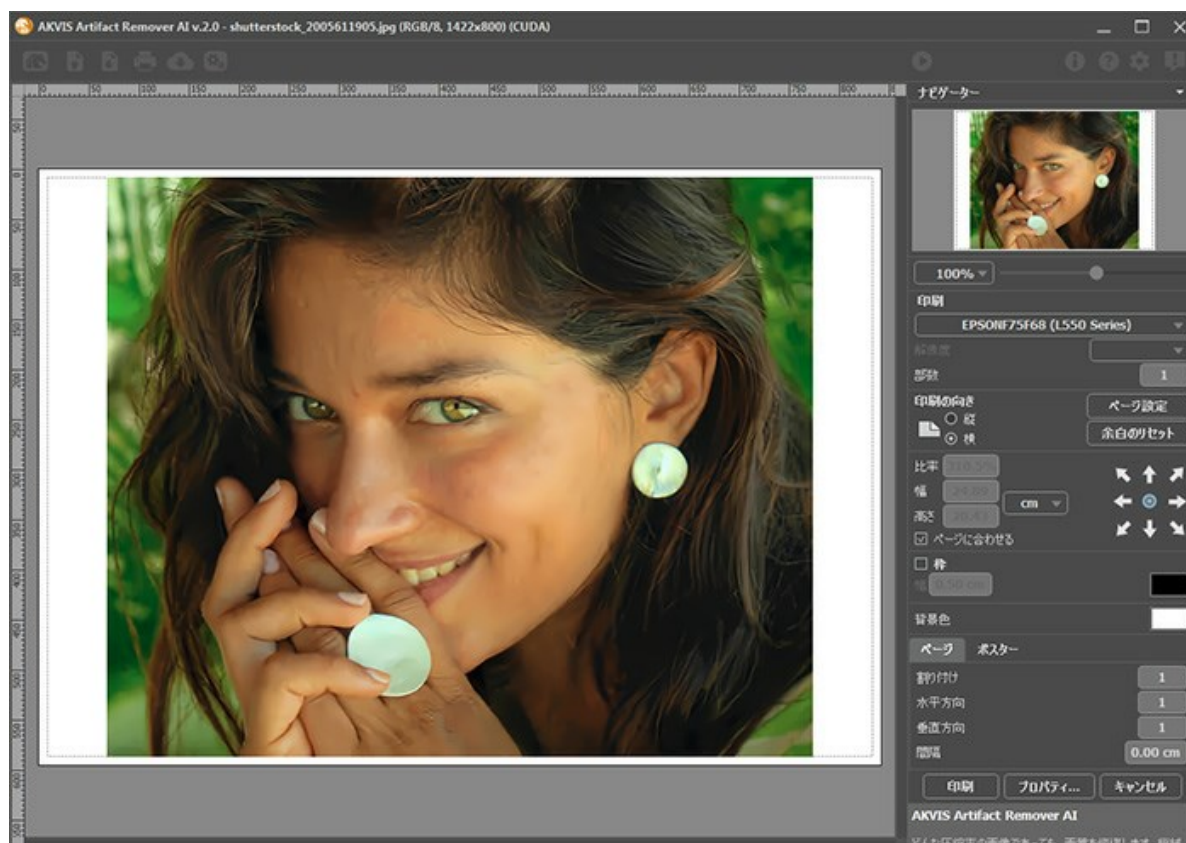 AKVIS Artifact Remover AI v.2.0 - shutterstock_2005611905.jpg (RGB/8, 1422x800) (CUDA)
ナビゲーター
100%
印刷
EPSONF75F68 (L550 Series)
解像度
部数 1
印刷の向き
縦
横
ページ設定
余白のリセット
比率
幅
高さ
cm
ページに合わせる
枠
幅 0.50 cm
背景色
ページ ポスター
割り付け 1
水平方向 1
垂直方向 1
間隔 0.00 cm
印刷 プロパティ... キャンセル
AKVIS Artifact Remover AI